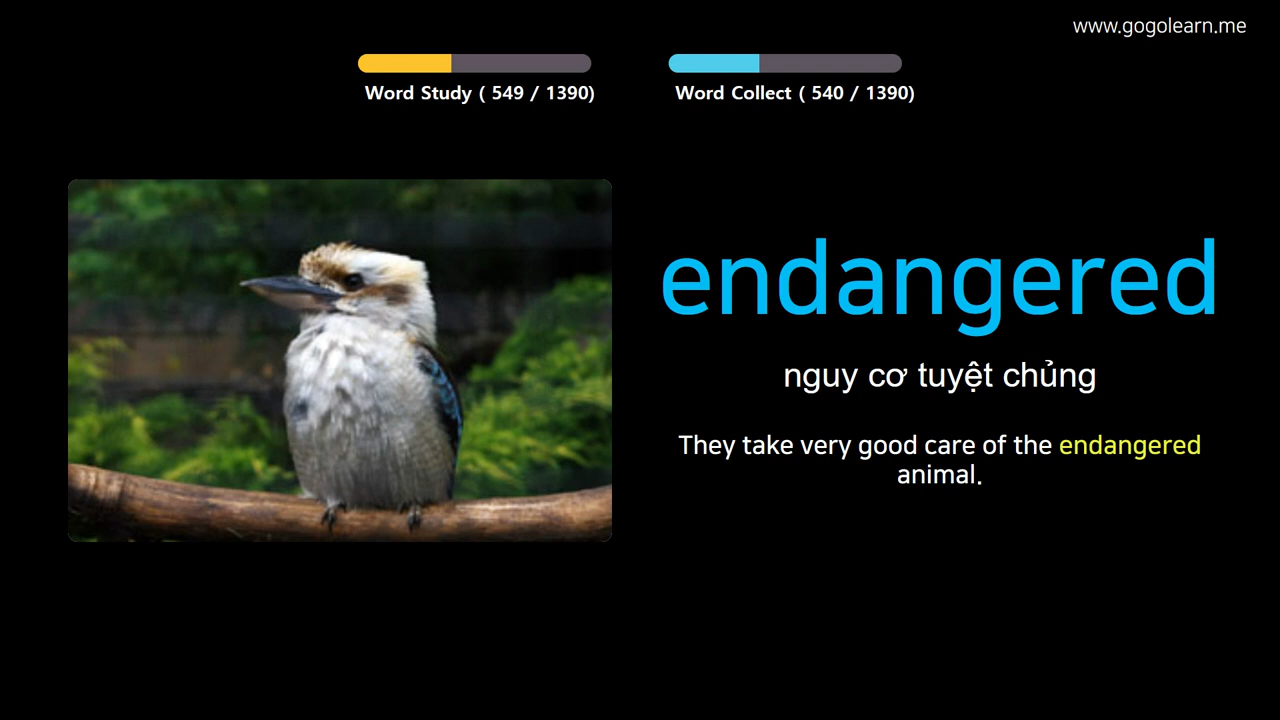 www.gogolearn.me
Word Study ( 549 / 1390)
Word Collect ( 540 / 1390)
endangered
nguy cơ tuyệt chủng
They take very good care of the endangered
animal.